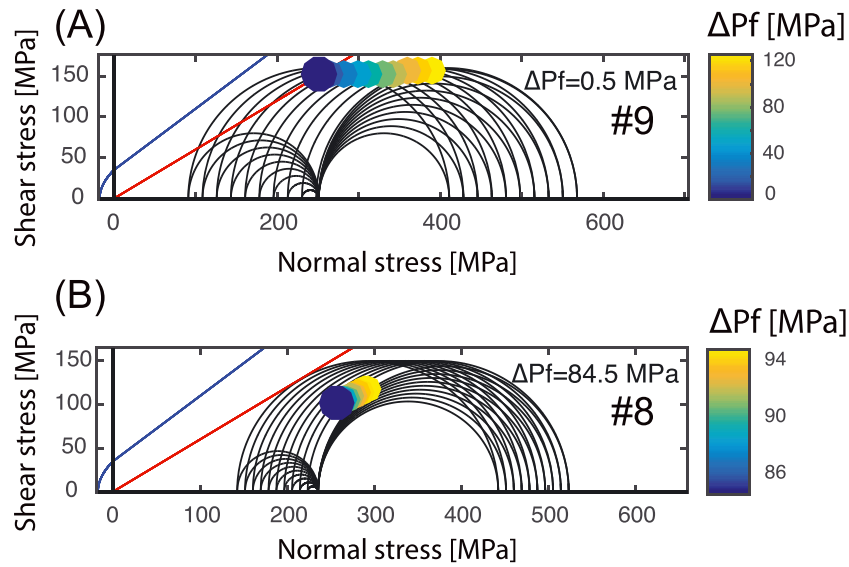 (A)
ΔPf [MPa]
Shear stress [MPa]
150
100
50
0
ΔPf=0.5 MPa
#9
120
80
40
0
0
200
400
600
Normal stress [MPa]
(B)
ΔPf [MPa]
Shear stress [MPa]
150
100
50
0
ΔPf=84.5 MPa
#8
94
90
86
0
100
200
300
400
500
600
Normal stress [MPa]